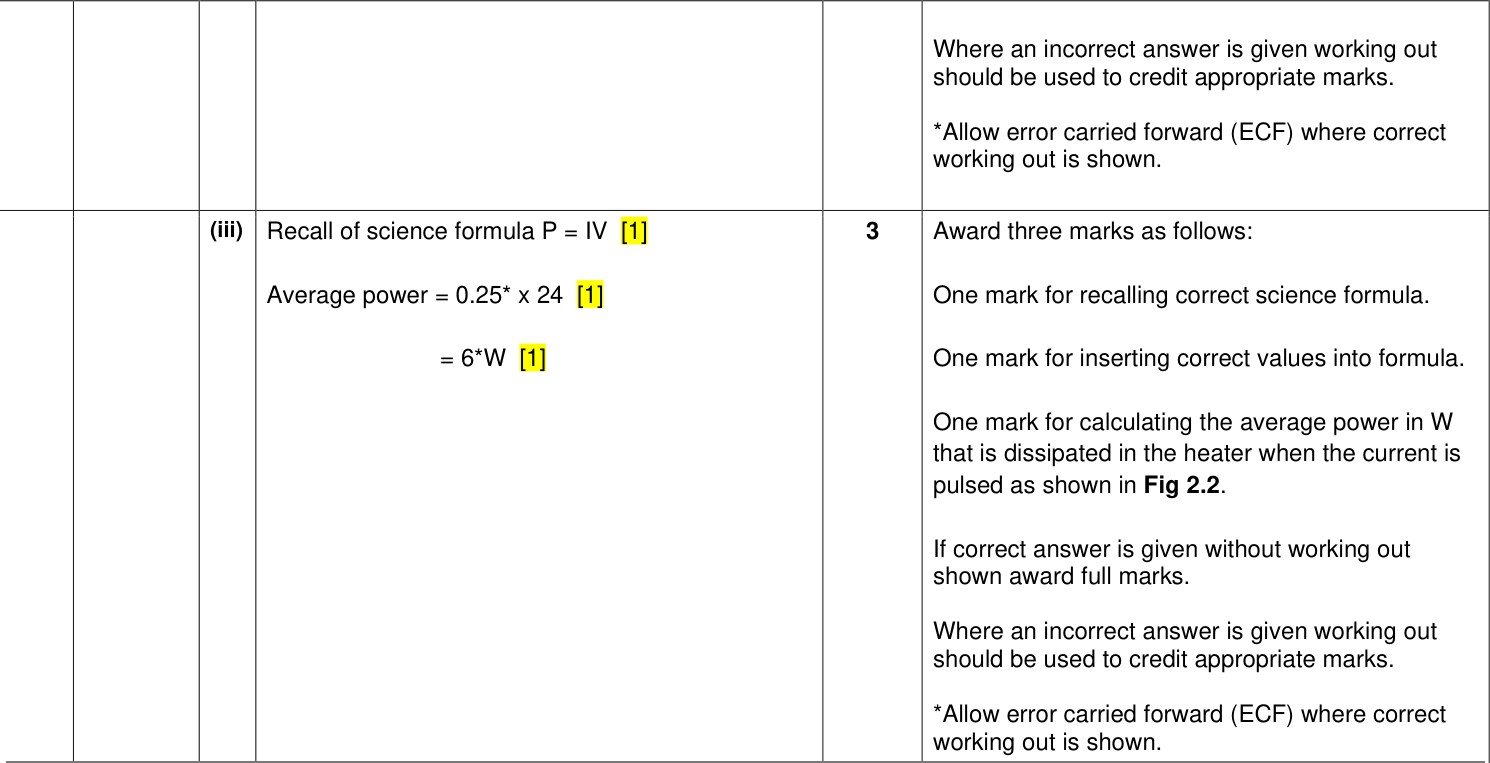 Where an incorrect answer is given working out
should be used to credit appropriate marks.
*Allow error carried forward (ECF) where correct
working out is shown.
(iii) Recall of science formula P = IV [1]
Average power = 0.25* x 24 [1]
= 6*W [1]
3
Award three marks as follows:
One mark for recalling correct science formula.
One mark for inserting correct values into formula.
One mark for calculating the average power in W
that is dissipated in the heater when the current is
pulsed as shown in Fig 2.2.
If correct answer is given without working out
shown award full marks.
Where an incorrect answer is given working out
should be used to credit appropriate marks.
*Allow error carried forward (ECF) where correct
working out is shown.